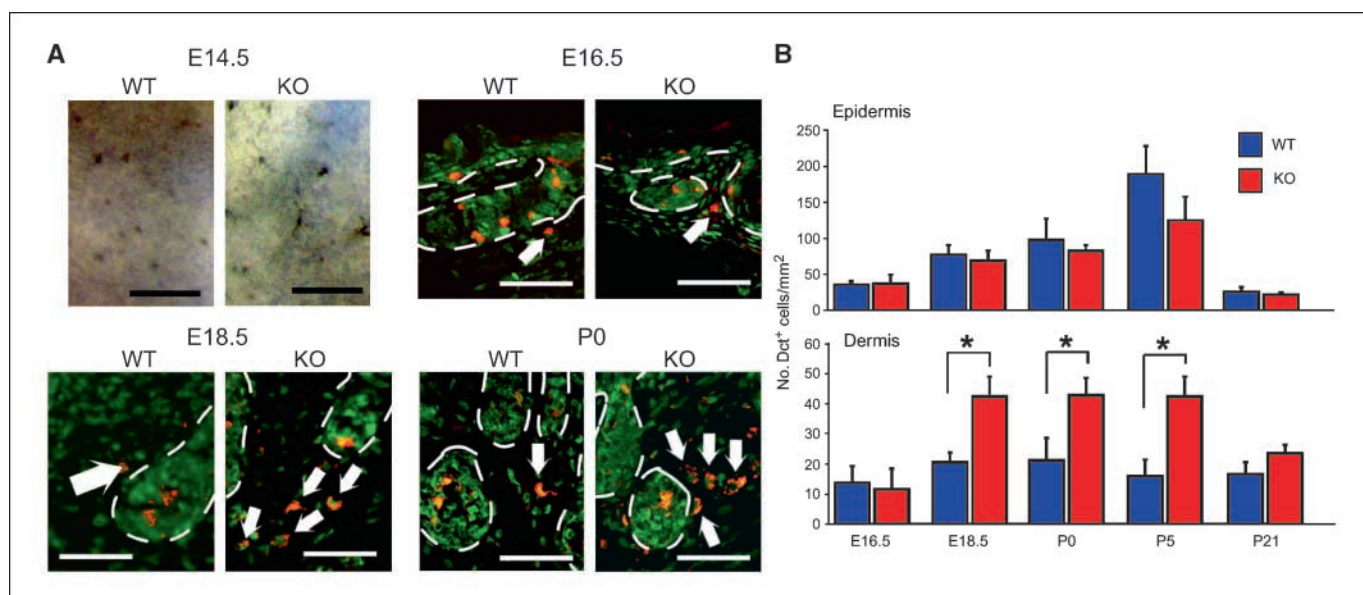 A
E14.5
WT KO
E16.5
WT KO
E18.5
WT KO
P0
WT KO
B
Epidermis
WT
KO
250
200
150
100
50
0
No. Dct⁺ cells/mm²
Dermis
* * *
60
50
40
30
20
10
0
E16.5 E18.5 P0 P5 P21